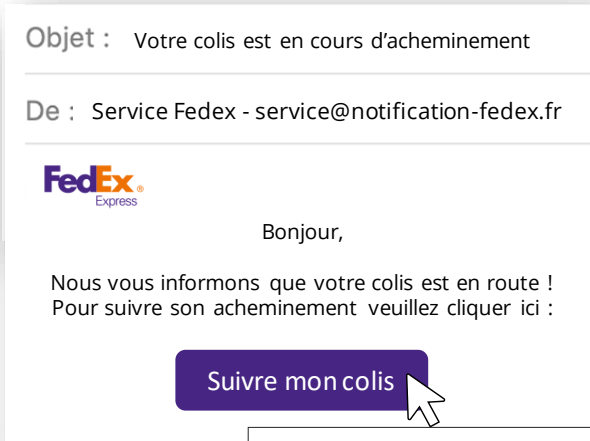 Objet : Votre colis est en cours d’acheminement
De : Service Fedex - service@notification-fedex.fr
FedEx ®
Express
Bonjour,
Nous vous informons que votre colis est en route !
Pour suivre son acheminement veuillez cliquer ici :
Suivre mon colis